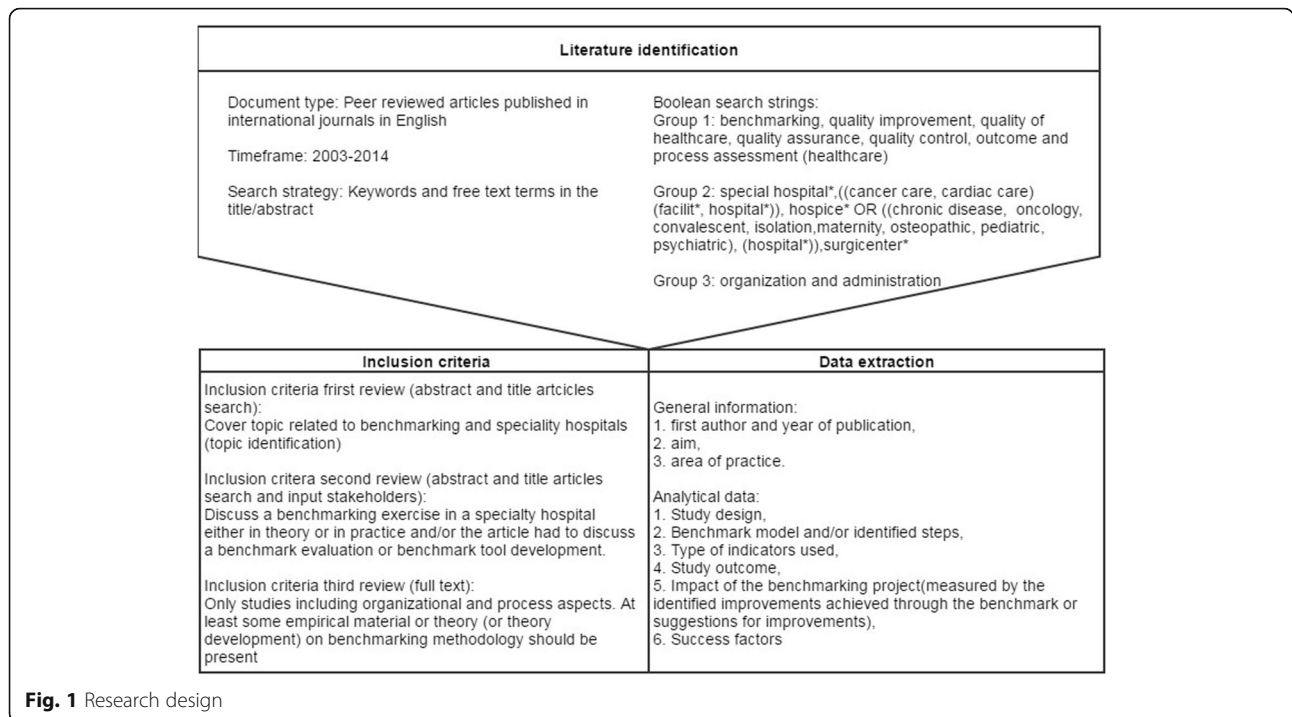 Literature identification
Document type: Peer reviewed articles published in
international journals in English
Timeframe: 2003-2014
Search strategy: Keywords and free text terms in the
title/abstract
Boolean search strings:
Group 1: benchmarking, quality improvement, quality of
healthcare, quality assurance, quality control, outcome and
process assessment (healthcare)
Group 2: special hospital*,((cancer care, cardiac care)
(facilit*, hospital*)), hospice* OR ((chronic disease, oncology,
convalescent, isolation,maternity, osteopathic, pediatric,
psychiatric), (hospital*)),surgicenter*
Group 3: organization and administration
Inclusion criteria
Inclusion criteria frirst review (abstract and title artcicles
search):
Cover topic related to benchmarking and speciality hospitals
(topic identification)
Inclusion critera second review (abstract and title articles
search and input stakeholders):
Discuss a benchmarking exercise in a specialty hospital
either in theory or in practice and/or the article had to discuss
a benchmark evaluation or benchmark tool development.
Inclusion criteria third review (full text):
Only studies including organizational and process aspects. At
least some empirical material or theory (or theory
development) on benchmarking methodology should be
present
Data extraction
General information:
1. first author and year of publication,
2. aim,
3. area of practice.
Analytical data:
1. Study design,
2. Benchmark model and/or identified steps,
3. Type of indicators used,
4. Study outcome,
5. Impact of the benchmarking project(measured by the
identified improvements achieved through the benchmark or
suggestions for improvements),
6. Success factors
Fig. 1 Research design